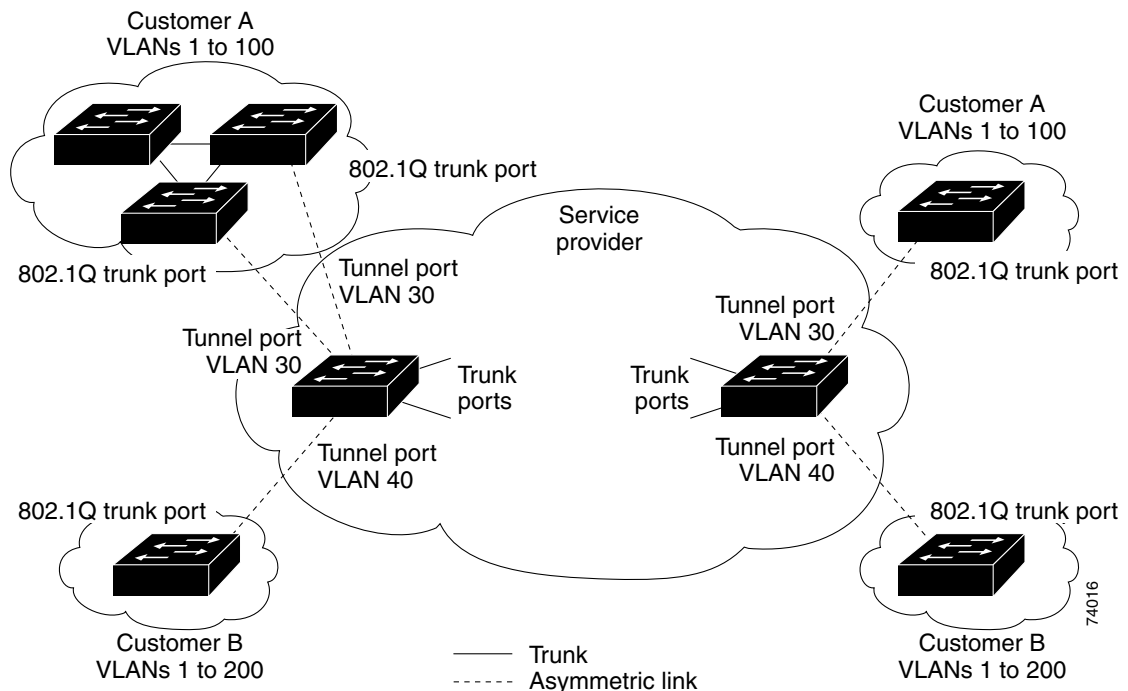 Customer A
VLANs 1 to 100
Customer A
VLANs 1 to 100
802.1Q trunk port
Service
provider
802.1Q trunk port
802.1Q trunk port
Tunnel port
VLAN 30
Tunnel port
VLAN 30
Tunnel port
VLAN 30
Trunk
ports
Trunk
ports
Tunnel port
VLAN 40
Tunnel port
VLAN 40
802.1Q trunk port
802.1Q trunk port
74016
Customer B
VLANs 1 to 200
Customer B
VLANs 1 to 200
Trunk
Asymmetric link